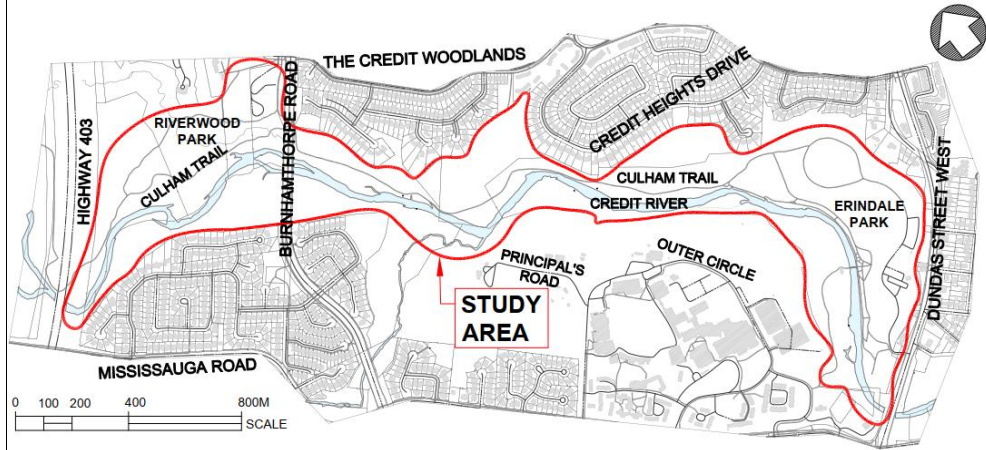 THE CREDIT WOODLANDS
CREDIT HEIGHTS DRIVE
RIVERWOOD
PARK
HIGHWAY 403
CULHAM TRAIL
BURNHAMTHORPE ROAD
CULHAM TRAIL
CREDIT RIVER
ERINDALE
PARK
DUNDAS STREET WEST
PRINCIPAL'S
ROAD
OUTER CIRCLE
STUDY
AREA
MISSISSAUGA ROAD
0 100 200 400 800M
SCALE